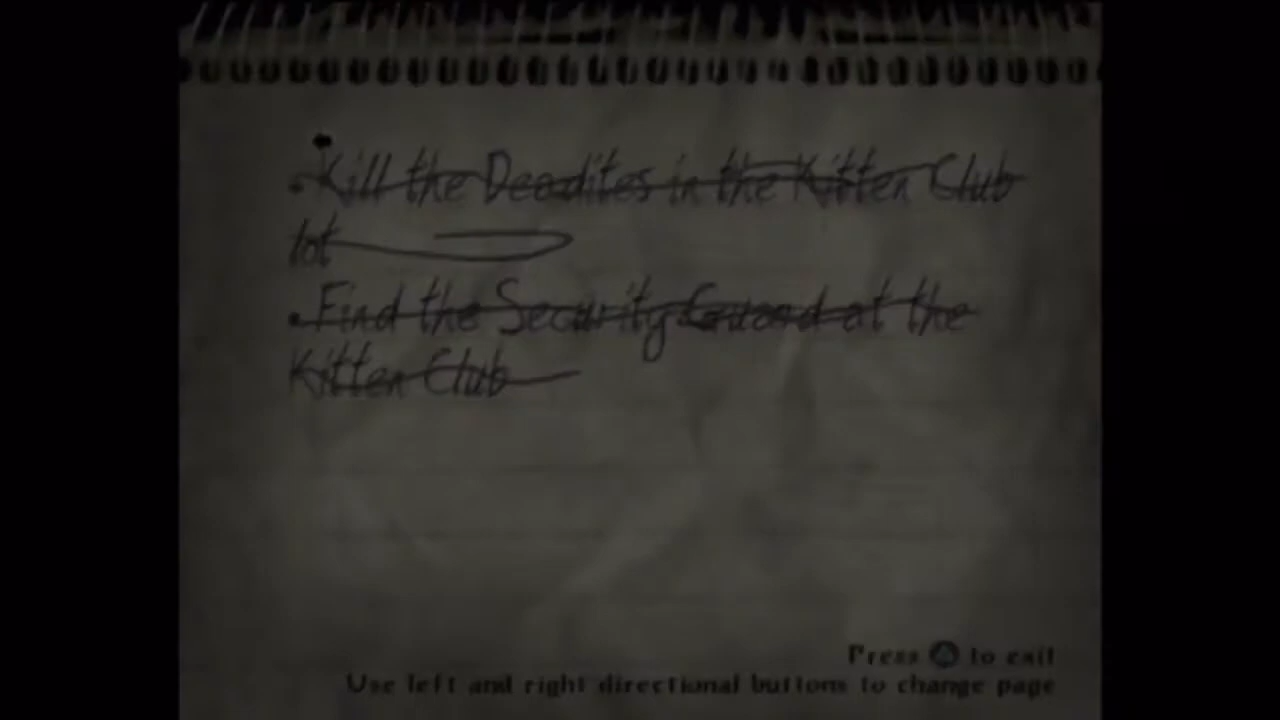 • Kill the Deadites in the Kitten Club
lot
• Find the Security Guard at the
Kitten Club
Press △ to exit
Use left and right directional buttons to change page